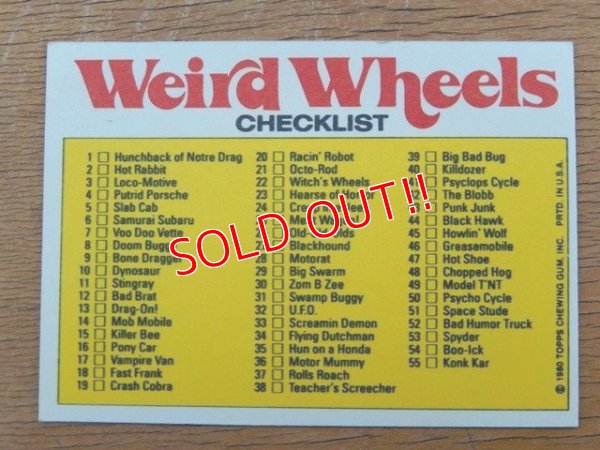 Weird Wheels
CHECKLIST
1 Hunchback of Notre Drag
2 Hot Rabbit
3 Loco-Motive
4 Putrid Porsche
5 Slab Cab
6 Samurai Subaru
7 Voo Doo Vette
8 Doom Buggy
9 Bone Dragger
10 Dynosaur
11 Stingray
12 Bad Brat
13 Drag-On!
14 Mob Mobile
15 Killer Bee
16 Pony Car
17 Vampire Van
18 Fast Frank
19 Crash Cobra
20 Racin' Robot
21 Octo-Rod
22 Witch's Wheels
23 Hearse of Horror
24
25
26 Old
27 Blackhound
28 Motorat
29 Big Swarm
30 Zom B Zee
31 Swamp Buggy
32 U.F.O.
33 Screamin Demon
34 Flying Dutchman
35 Hun on a Honda
36 Motor Mummy
37 Rolls Roach
38 Teacher's Screecher
39 Big Bad Bug
40 Killdozer
41 Psyclops Cycle
42 The Blobb
43 Punk Junk
44 Black Hawk
45 Howlin' Wolf
46 Greasemobile
47 Hot Shoe
48 Chopped Hog
49 Model T'NT
50 Psycho Cycle
51 Space Stude
52 Bad Humor Truck
53 Spyder
54 Boo-Ick
55 Konk Kar
© 1980 TOPPS CHEWING GUM, INC. PRTD. IN U.S.A.
SOLD OUT!!